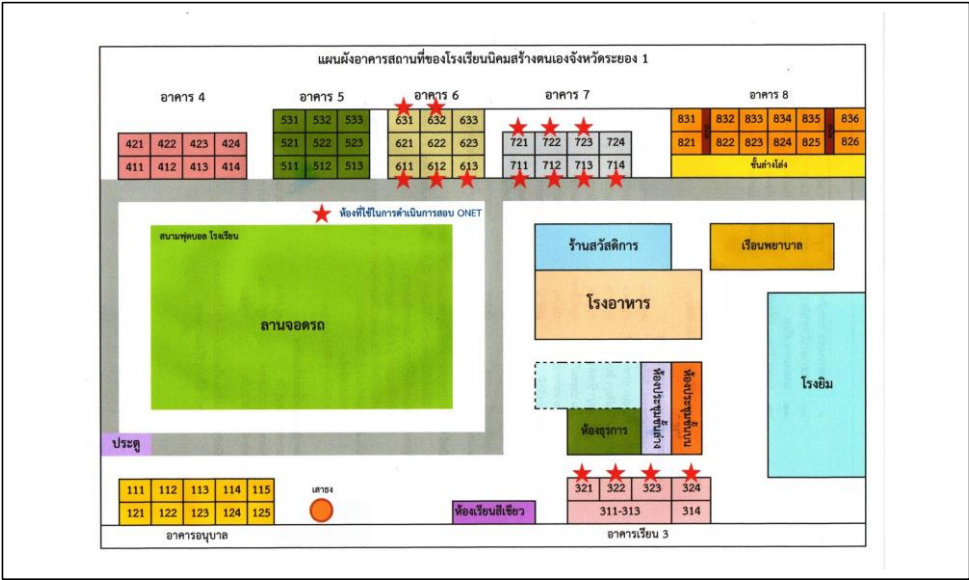 แผนผังอาคารสถานที่ของโรงเรียนนิคมสร้างตนเองจังหวัดระยอง 1
อาคาร 4 อาคาร 5 อาคาร 6 อาคาร 7 อาคาร 8
531 532 533 631 632 633 831 832 833 834 835 836
421 422 423 424 521 522 523 621 622 623 721 722 723 724 821 822 823 824 825 826
411 412 413 414 511 512 513 611 612 613 711 712 713 714 ชั้นล่างโล่ง
ห้องที่ใช้ในการดำเนินการสอบ ONET
สนามฟุตบอล โรงเรียน
ร้านสวัสดิการ
เรือนพยาบาล
โรงอาหาร
ลานจอดรถ
โรงยิม
ห้องประชุมชั้นล่าง
ห้องประชุมชั้นบน
ห้องธุรการ
ประตู
111 112 113 114 115 เสาธง 321 322 323 324
121 122 123 124 125 ห้องเรียนสีเขียว 311-313 314
อาคารอนุบาล อาคารเรียน 3